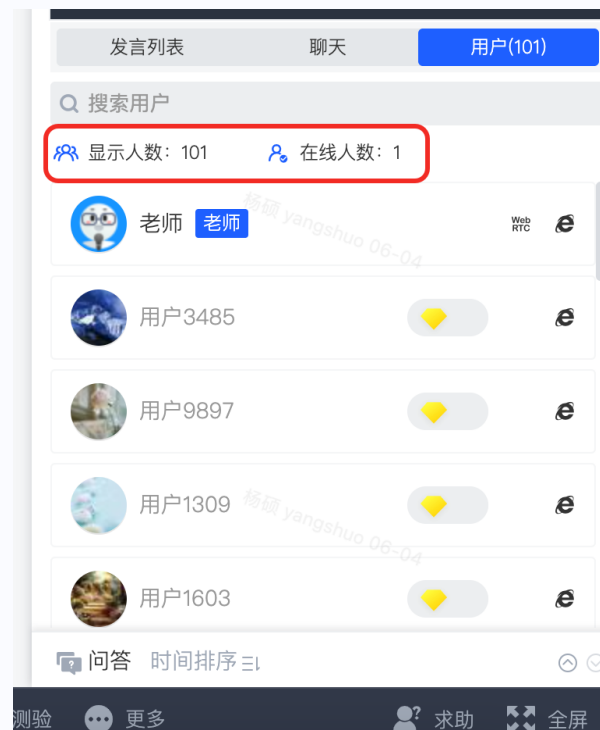 发言列表 聊天 用户(101)
搜索用户
显示人数：101 在线人数：1
老师 老师 Web RTC
杨硕 yangshuo 06-04
用户3485
用户9897
用户1309
杨硕 yangshuo 06-04
用户1603
问答 时间排序
测验 更多 求助 全屏